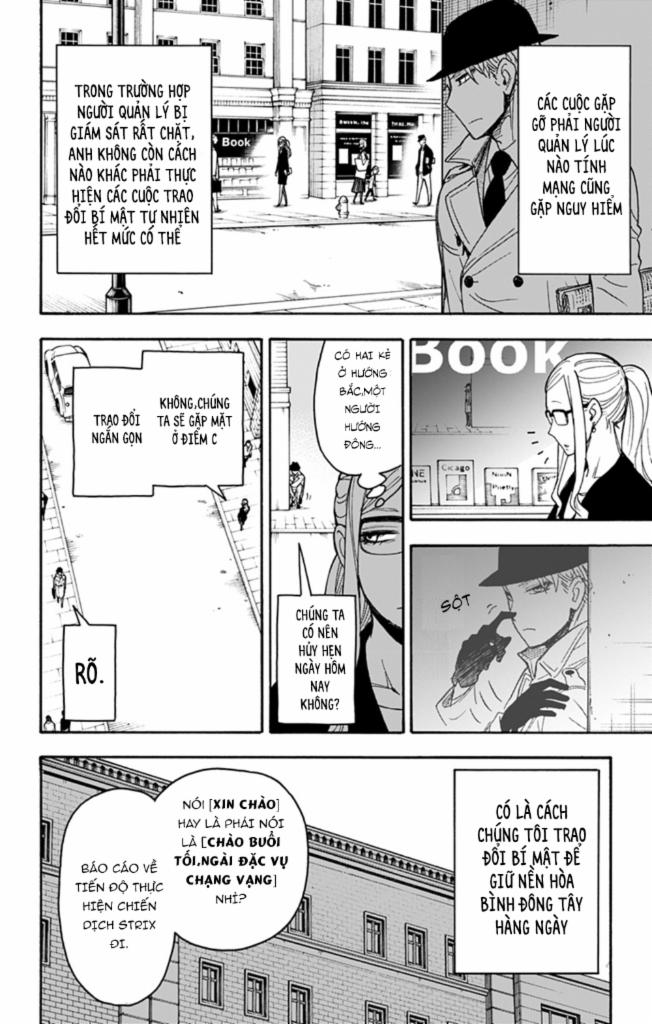 CÁC CUỘC GẶP
GỠ PHẢI NGƯỜI
QUẢN LÝ LÚC
NÀO TÍNH
MẠNG CŨNG
GẶP NGUY HIỂM
TRONG TRƯỜNG HỢP
NGƯỜI QUẢN LÝ BỊ
GIÁM SÁT RẤT CHẶT,
ANH KHÔNG CÒN CÁCH
NÀO KHÁC PHẢI THỰC
HIỆN CÁC CUỘC TRAO
ĐỔI BÍ MẬT TỰ NHIÊN
HẾT MỨC CÓ THỂ
Book
BOOK
Cicago
SỘT
CÓ HAI KẺ
Ở HƯỚNG
BẮC,MỘT
NGƯỜI
HƯỚNG
ĐÔNG...
CHÚNG TA
CÓ NÊN
HỦY HẸN
NGÀY HÔM
NAY
KHÔNG?
KHÔNG,CHÚNG
TA SẼ GẶP MẶT
Ở ĐIỂM C
TRAO ĐỔI
NGẮN GỌN
RÕ.
CÓ LÀ CÁCH
CHÚNG TÔI TRAO
ĐỔI BÍ MẬT ĐỂ
GIỮ NỀN HÒA
BÌNH ĐÔNG TÂY
HÀNG NGÀY
NÓI [XIN CHÀO]
HAY LÀ PHẢI NÓI
LÀ [CHÀO BUỔI
TỐI,NGÀI ĐẶC VỤ
CHẠNG VẠNG]
NHỈ?
BÁO CÁO VỀ
TIẾN ĐỘ THỰC
HIỆN CHIẾN
DỊCH STRIX
ĐI.